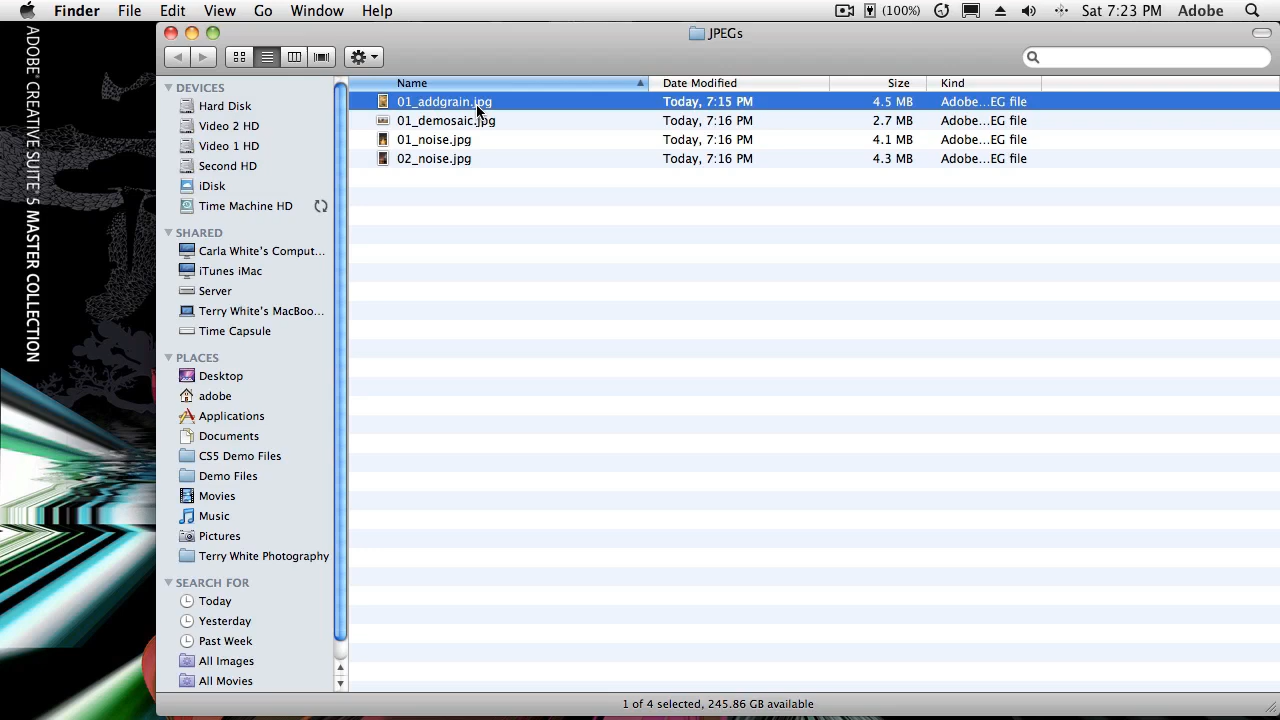 Finder File Edit View Go Window Help (100%) Sat 7:23 PM Adobe
JPEGs
ADOBE® CREATIVE SUITE® 5 MASTER COLLECTION
Name Date Modified Size Kind
01_addgrain.jpg Today, 7:15 PM 4.5 MB Adobe...EG file
01_demosaic.jpg Today, 7:16 PM 2.7 MB Adobe...EG file
01_noise.jpg Today, 7:16 PM 4.1 MB Adobe...EG file
02_noise.jpg Today, 7:16 PM 4.3 MB Adobe...EG file
DEVICES
Hard Disk
Video 2 HD
Video 1 HD
Second HD
iDisk
Time Machine HD
SHARED
Carla White's Comput...
iTunes iMac
Server
Terry White's MacBoo...
Time Capsule
PLACES
Desktop
adobe
Applications
Documents
CS5 Demo Files
Demo Files
Movies
Music
Pictures
Terry White Photography
SEARCH FOR
Today
Yesterday
Past Week
All Images
All Movies
1 of 4 selected, 245.86 GB available